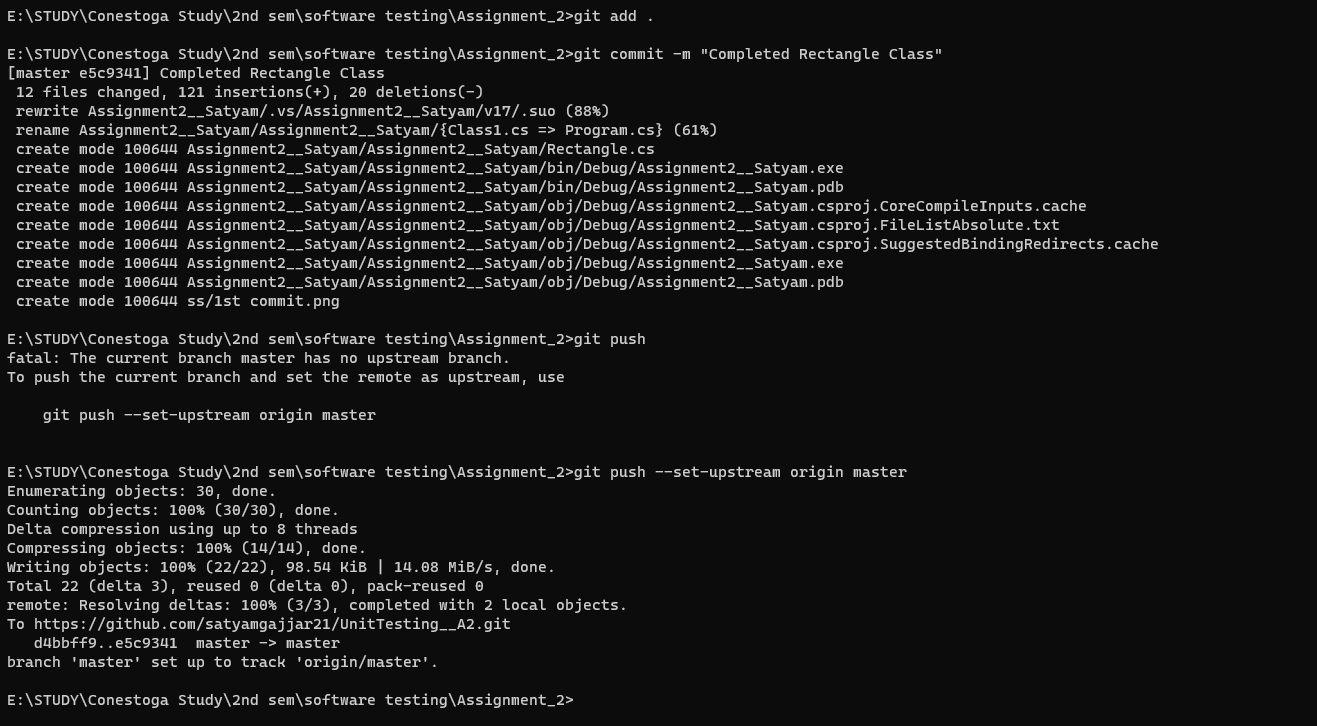 E:\STUDY\Conestoga Study\2nd sem\software testing\Assignment_2>git add .
E:\STUDY\Conestoga Study\2nd sem\software testing\Assignment_2>git commit -m "Completed Rectangle Class"
[master e5c9341] Completed Rectangle Class
 12 files changed, 121 insertions(+), 20 deletions(-)
 rewrite Assignment2__Satyam/.vs/Assignment2__Satyam/v17/.suo (88%)
 rename Assignment2__Satyam/Assignment2__Satyam/{Class1.cs => Program.cs} (61%)
 create mode 100644 Assignment2__Satyam/Assignment2__Satyam/Rectangle.cs
 create mode 100644 Assignment2__Satyam/Assignment2__Satyam/bin/Debug/Assignment2__Satyam.exe
 create mode 100644 Assignment2__Satyam/Assignment2__Satyam/bin/Debug/Assignment2__Satyam.pdb
 create mode 100644 Assignment2__Satyam/Assignment2__Satyam/obj/Debug/Assignment2__Satyam.csproj.CoreCompileInputs.cache
 create mode 100644 Assignment2__Satyam/Assignment2__Satyam/obj/Debug/Assignment2__Satyam.csproj.FileListAbsolute.txt
 create mode 100644 Assignment2__Satyam/Assignment2__Satyam/obj/Debug/Assignment2__Satyam.csproj.SuggestedBindingRedirects.cache
 create mode 100644 Assignment2__Satyam/Assignment2__Satyam/obj/Debug/Assignment2__Satyam.exe
 create mode 100644 Assignment2__Satyam/Assignment2__Satyam/obj/Debug/Assignment2__Satyam.pdb
 create mode 100644 ss/1st commit.png
E:\STUDY\Conestoga Study\2nd sem\software testing\Assignment_2>git push
fatal: The current branch master has no upstream branch.
To push the current branch and set the remote as upstream, use
    git push --set-upstream origin master
E:\STUDY\Conestoga Study\2nd sem\software testing\Assignment_2>git push --set-upstream origin master
Enumerating objects: 30, done.
Counting objects: 100% (30/30), done.
Delta compression using up to 8 threads
Compressing objects: 100% (14/14), done.
Writing objects: 100% (22/22), 98.54 KiB | 14.08 MiB/s, done.
Total 22 (delta 3), reused 0 (delta 0), pack-reused 0
remote: Resolving deltas: 100% (3/3), completed with 2 local objects.
To https://github.com/satyamgajjar21/UnitTesting__A2.git
   d4bbff9..e5c9341  master -> master
branch 'master' set up to track 'origin/master'.
E:\STUDY\Conestoga Study\2nd sem\software testing\Assignment_2>